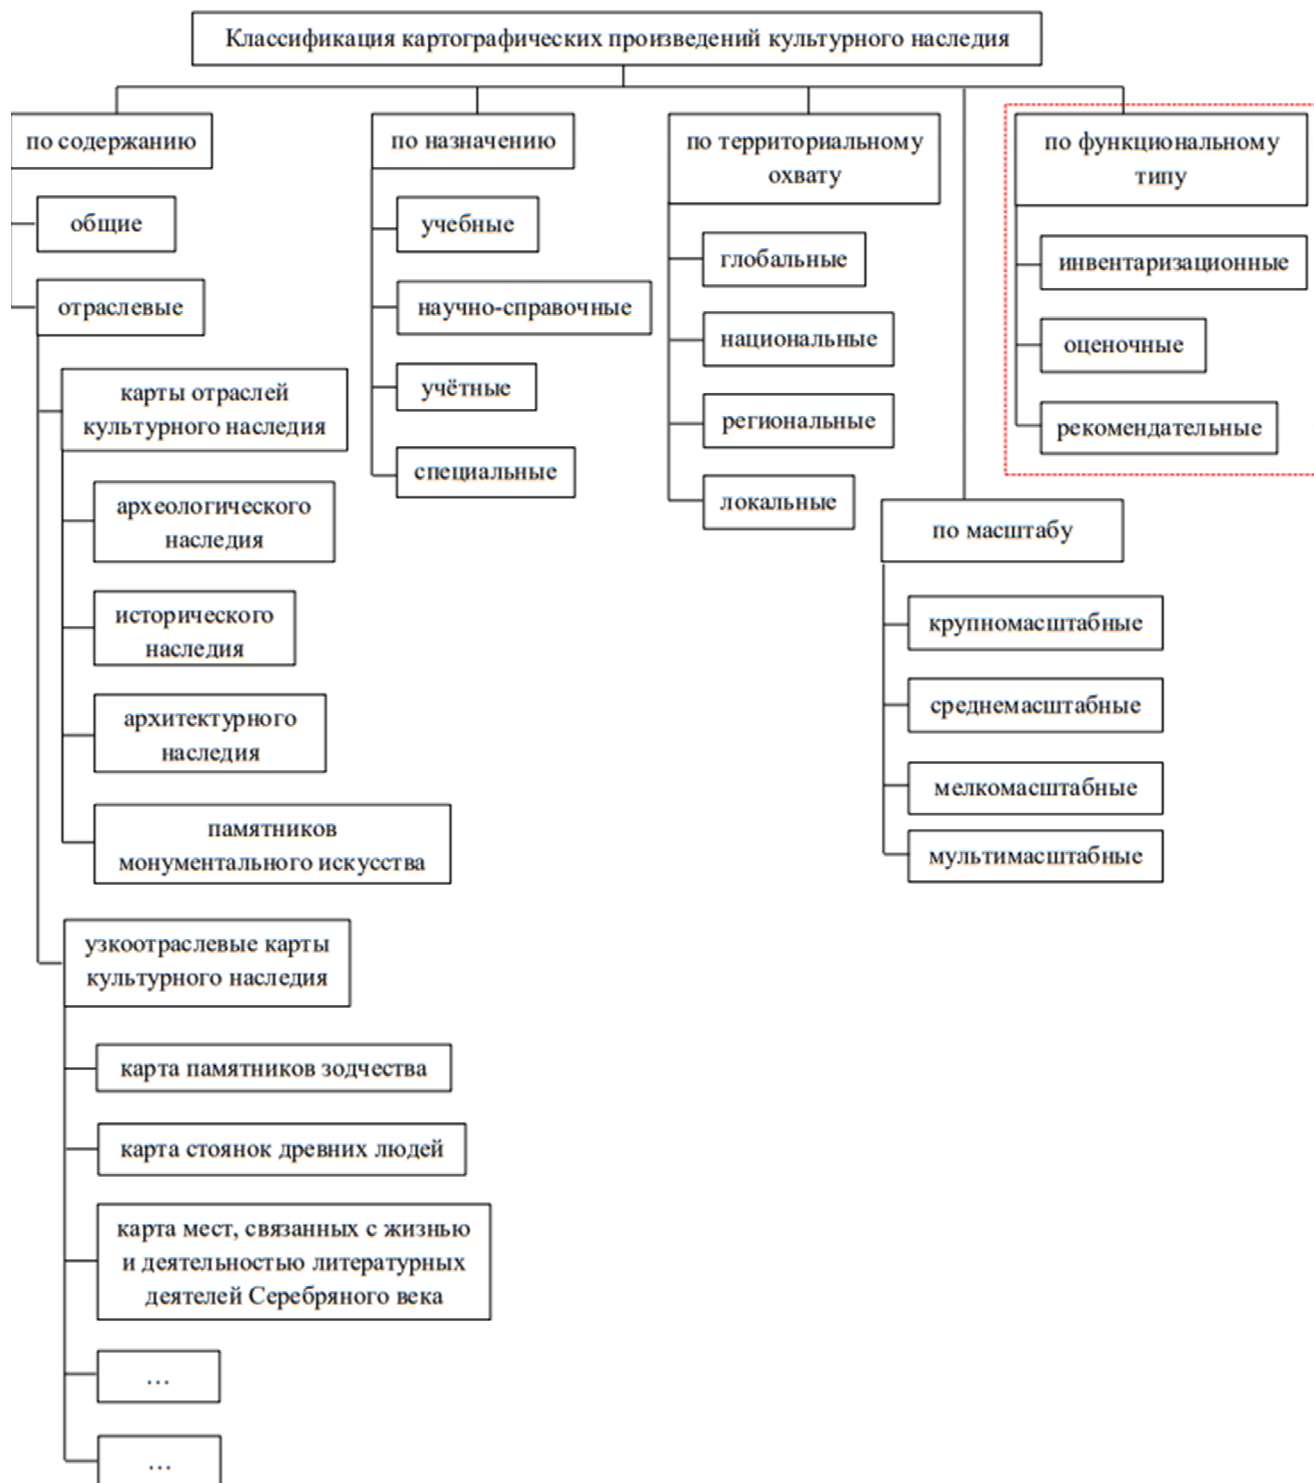 Классификация картографических произведений культурного наследия
по содержанию
общие
отраслевые
карты отраслей
культурного наследия
археологического
наследия
исторического
наследия
архитектурного
наследия
памятников
монументального искусства
узкоотраслевые карты
культурного наследия
карта памятников зодчества
карта стоянок древних людей
карта мест, связанных с жизнью
и деятельностью литературных
деятелей Серебряного века
…
…
по назначению
учебные
научно-справочные
учётные
специальные
по территориальному
охвату
глобальные
национальные
региональные
локальные
по масштабу
крупномасштабные
среднемасштабные
мелкомасштабные
мультимасштабные
по функциональному
типу
инвентаризационные
оценочные
рекомендательные